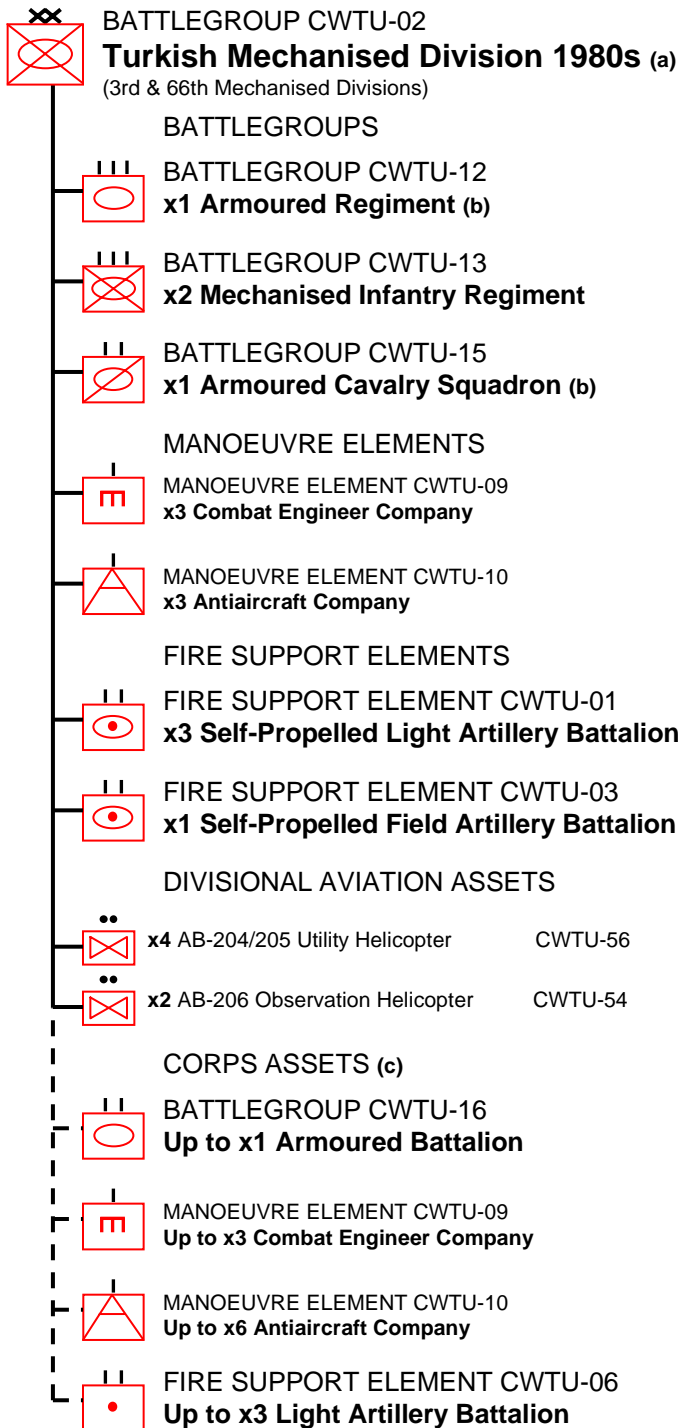 BATTLEGROUP CWTU-02
Turkish Mechanised Division 1980s (a)
(3rd & 66th Mechanised Divisions)
BATTLEGROUPS
BATTLEGROUP CWTU-12
x1 Armoured Regiment (b)
BATTLEGROUP CWTU-13
x2 Mechanised Infantry Regiment
BATTLEGROUP CWTU-15
x1 Armoured Cavalry Squadron (b)
MANOEUVRE ELEMENTS
MANOEUVRE ELEMENT CWTU-09
x3 Combat Engineer Company
MANOEUVRE ELEMENT CWTU-10
x3 Antiaircraft Company
FIRE SUPPORT ELEMENTS
FIRE SUPPORT ELEMENT CWTU-01
x3 Self-Propelled Light Artillery Battalion
FIRE SUPPORT ELEMENT CWTU-03
x1 Self-Propelled Field Artillery Battalion
DIVISIONAL AVIATION ASSETS
x4 AB-204/205 Utility Helicopter CWTU-56
x2 AB-206 Observation Helicopter CWTU-54
CORPS ASSETS (c)
BATTLEGROUP CWTU-16
Up to x1 Armoured Battalion
MANOEUVRE ELEMENT CWTU-09
Up to x3 Combat Engineer Company
MANOEUVRE ELEMENT CWTU-10
Up to x6 Antiaircraft Company
FIRE SUPPORT ELEMENT CWTU-06
Up to x3 Light Artillery Battalion